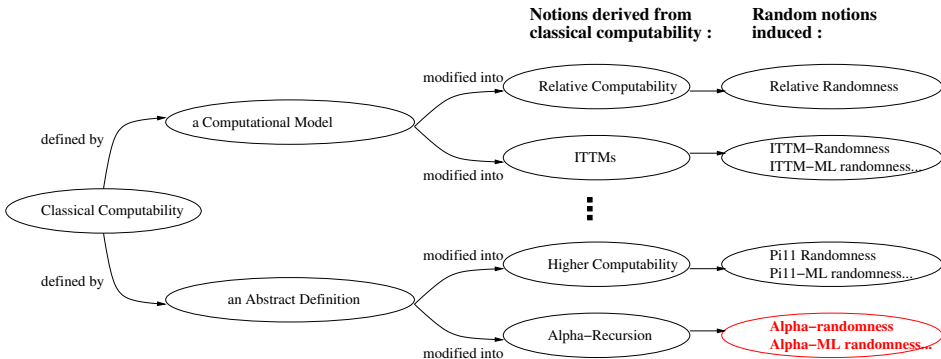 Notions derived from
classical computability :
Random notions
induced :
modified into
Relative Computability
Relative Randomness
defined by
a Computational Model
modified into
ITTMs
ITTM−Randomness
ITTM−ML randomness...
Classical Computability
defined by
an Abstract Definition
modified into
Higher Computability
Pi11 Randomness
Pi11−ML randomness...
modified into
Alpha−Recursion
Alpha−randomness
Alpha−ML randomness...